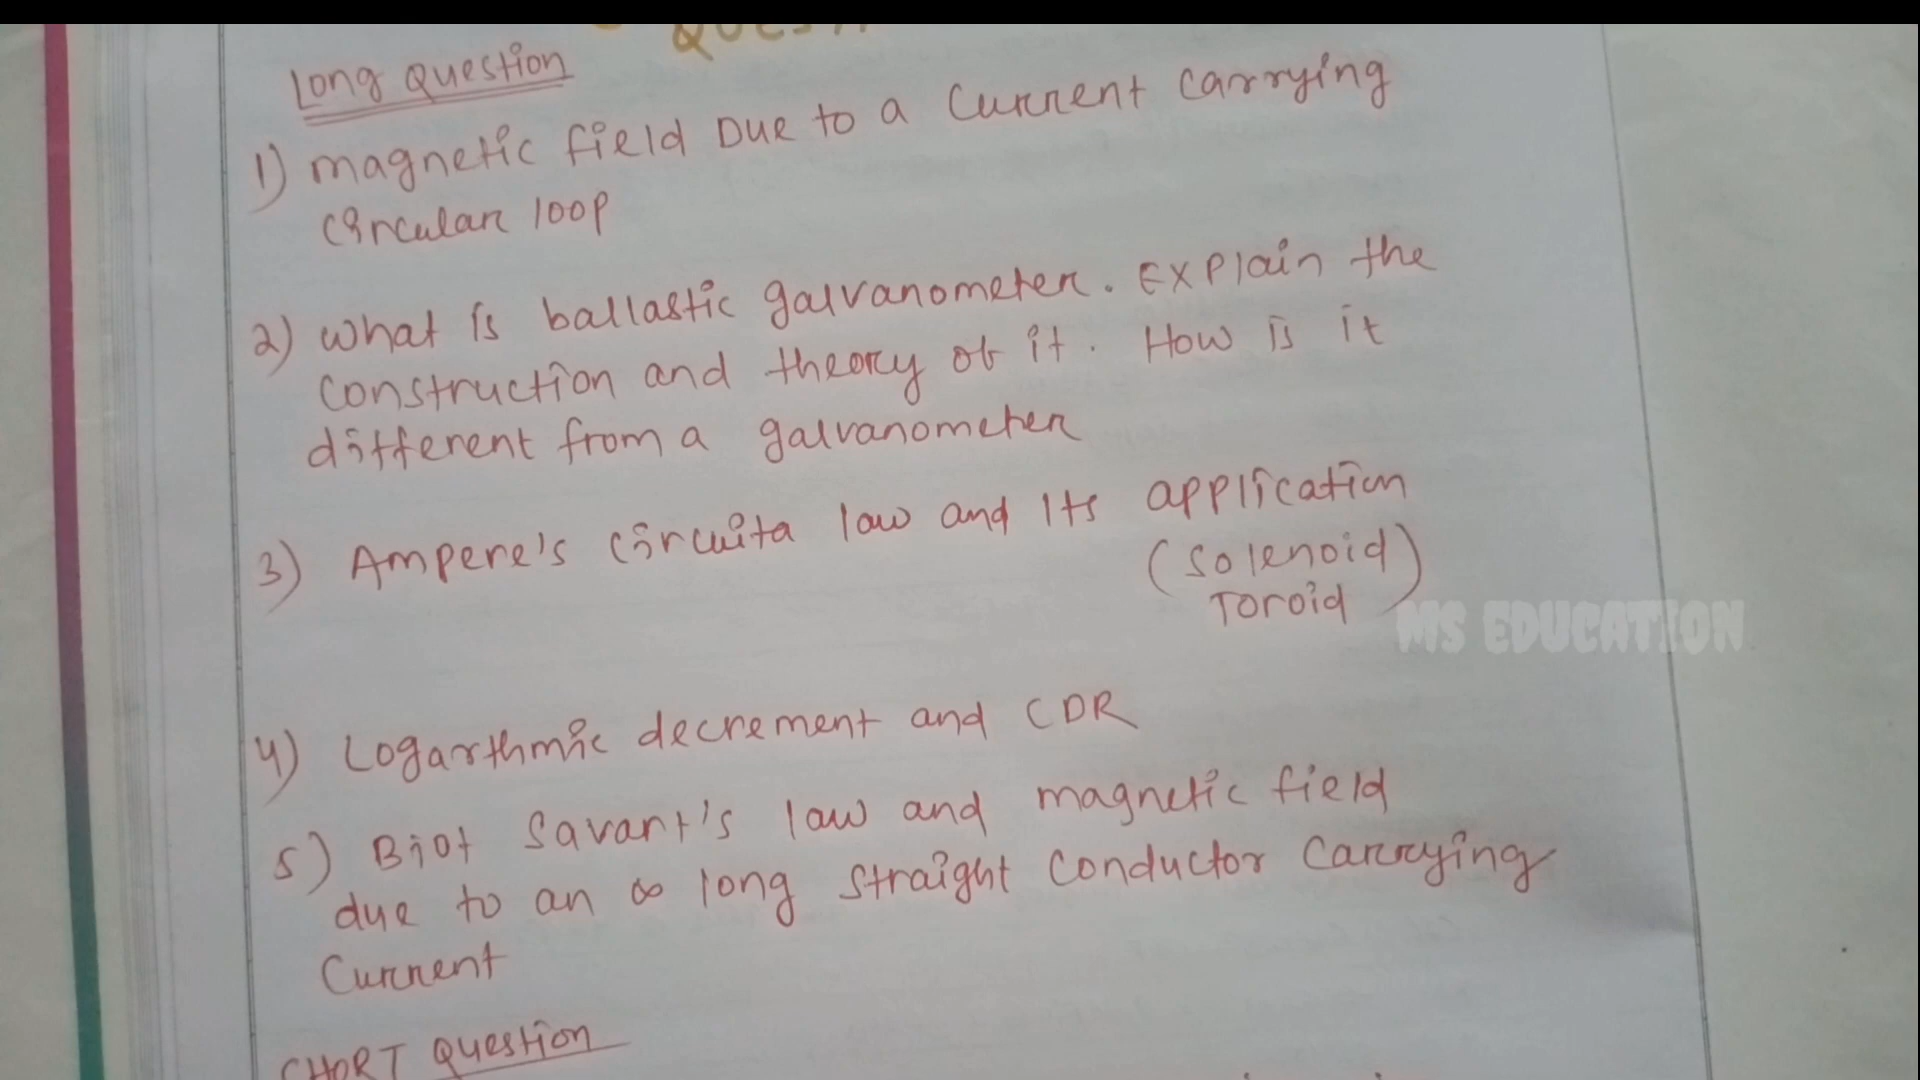 Long Question
1) magnetic field Due to a Current carrying
circular loop
2) what is ballastic galvanometer. Explain the
construction and theory of it. How is it
different from a galvanometer
3) Ampere's circuita law and Its application
(Solenoid)
Toroid
MS EDUCATION
4) Logarthmic decrement and CDR
5) Biot Savart's law and magnetic field
due to an ∞ long straight conductor carrying
Current
SHORT Question